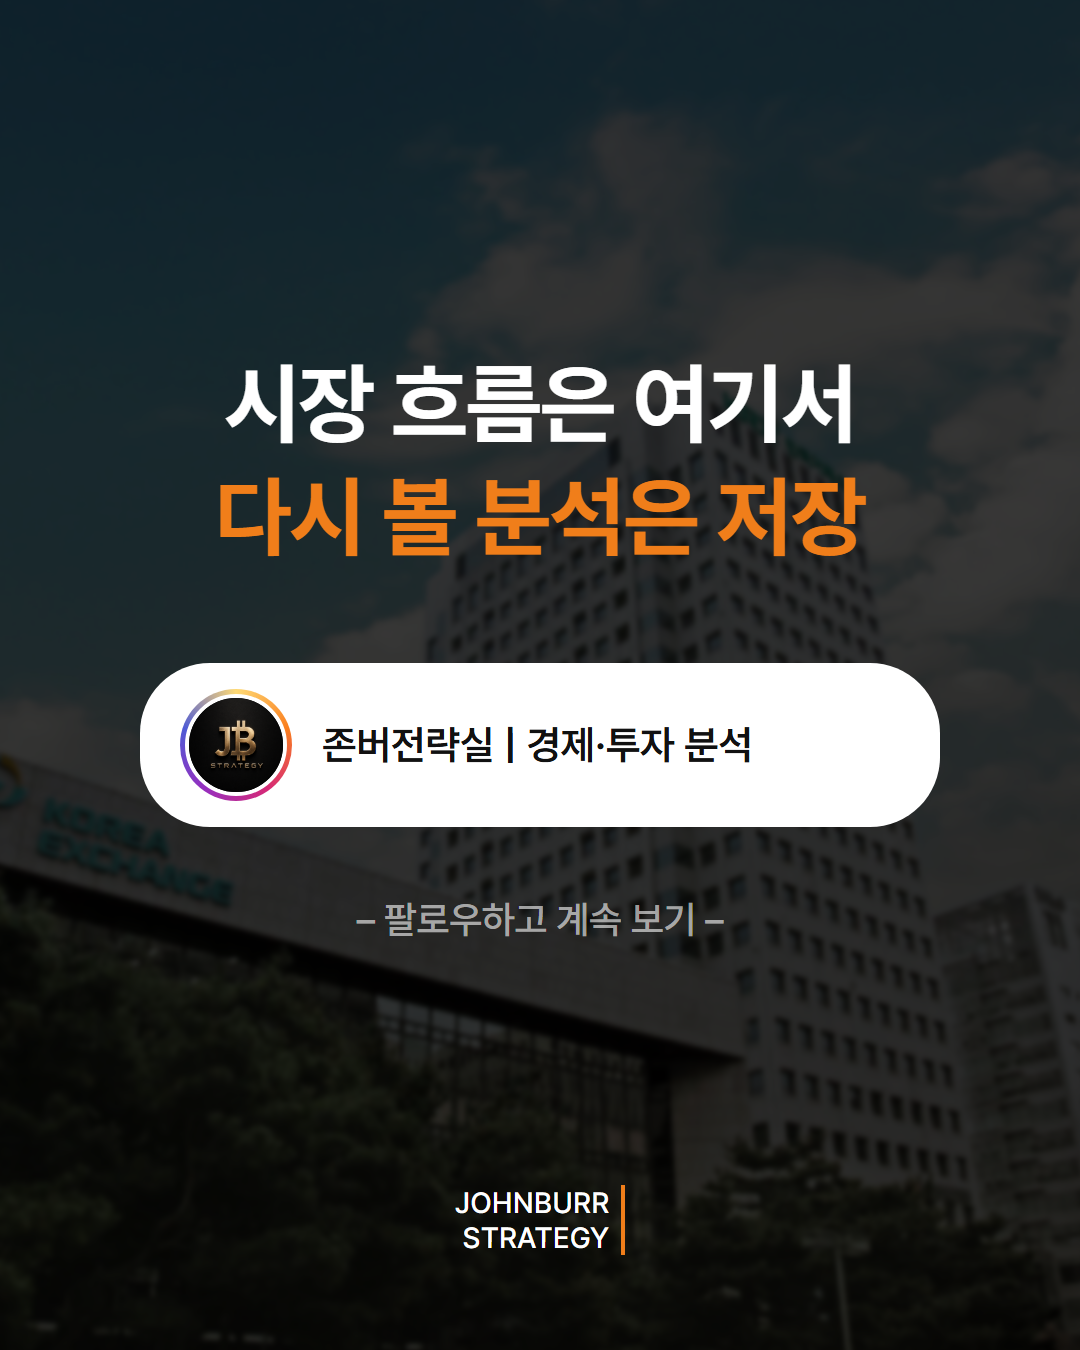 시장 흐름은 여기서
다시 볼 분석은 저장
JB
STRATEGY
존버전략실 | 경제·투자 분석
KOREA
EXCHANGE
– 팔로우하고 계속 보기 –
JOHNBURR
STRATEGY